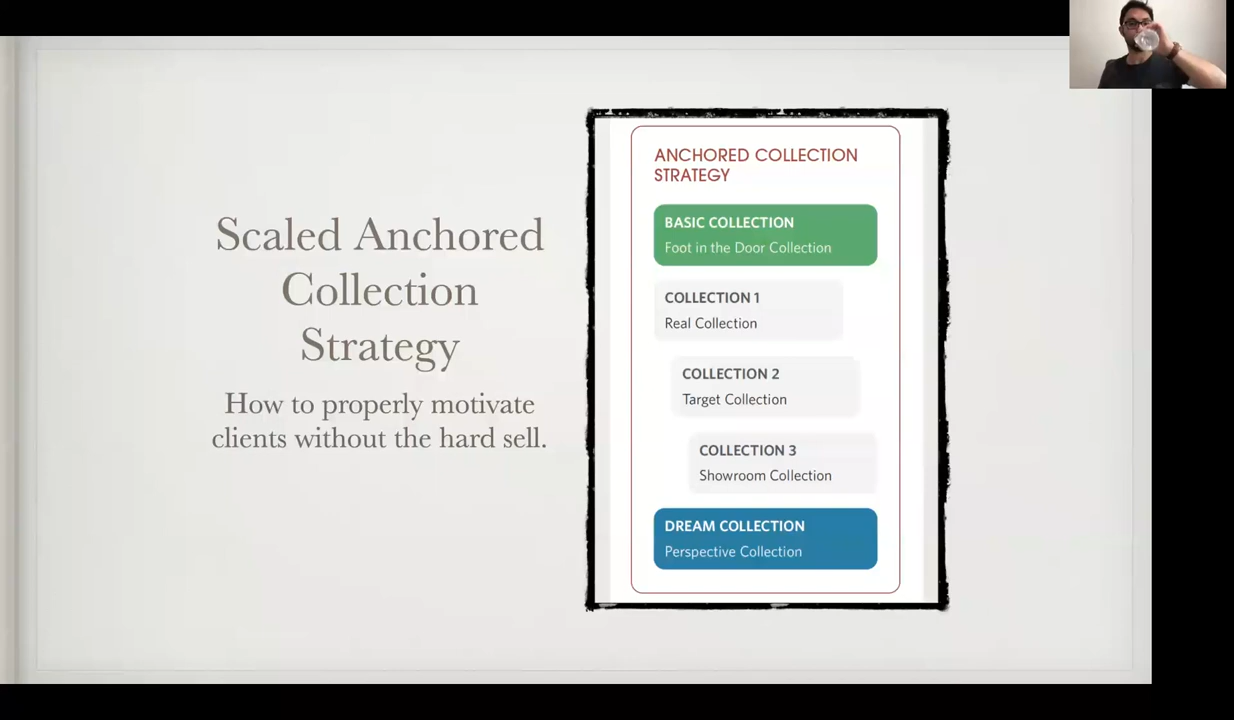 Scaled Anchored
Collection
Strategy
How to properly motivate
clients without the hard sell.
ANCHORED COLLECTION
STRATEGY
BASIC COLLECTION
Foot in the Door Collection
COLLECTION 1
Real Collection
COLLECTION 2
Target Collection
COLLECTION 3
Showroom Collection
DREAM COLLECTION
Perspective Collection